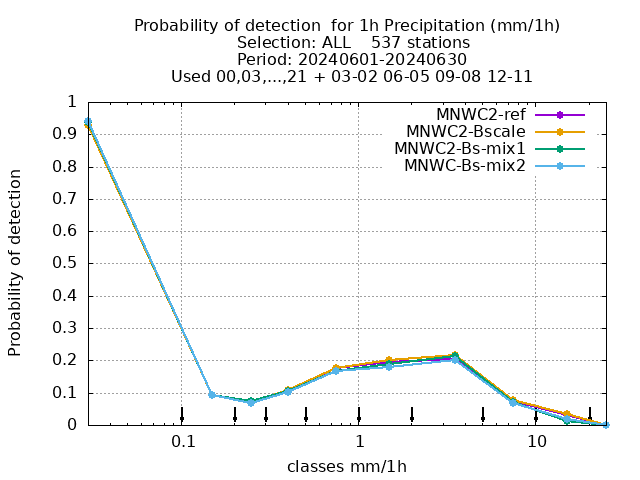 Probability of detection  for 1h Precipitation (mm/1h)
Selection: ALL    537 stations
Period: 20240601-20240630
Used 00,03,...,21 + 03-02 06-05 09-08 12-11
MNWC2-ref
MNWC2-Bscale
MNWC2-Bs-mix1
MNWC-Bs-mix2
Probability of detection
1
0.9
0.8
0.7
0.6
0.5
0.4
0.3
0.2
0.1
0
0.1 1 10
classes mm/1h